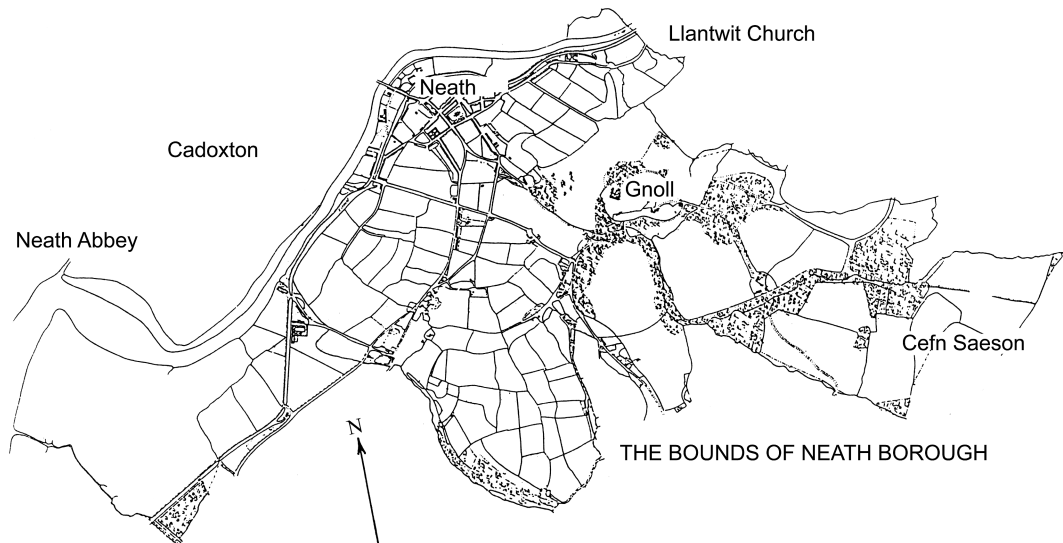 Llantwit Church
Neath
Cadoxton
Gnoll
Neath Abbey
Cefn Saeson
N
THE BOUNDS OF NEATH BOROUGH